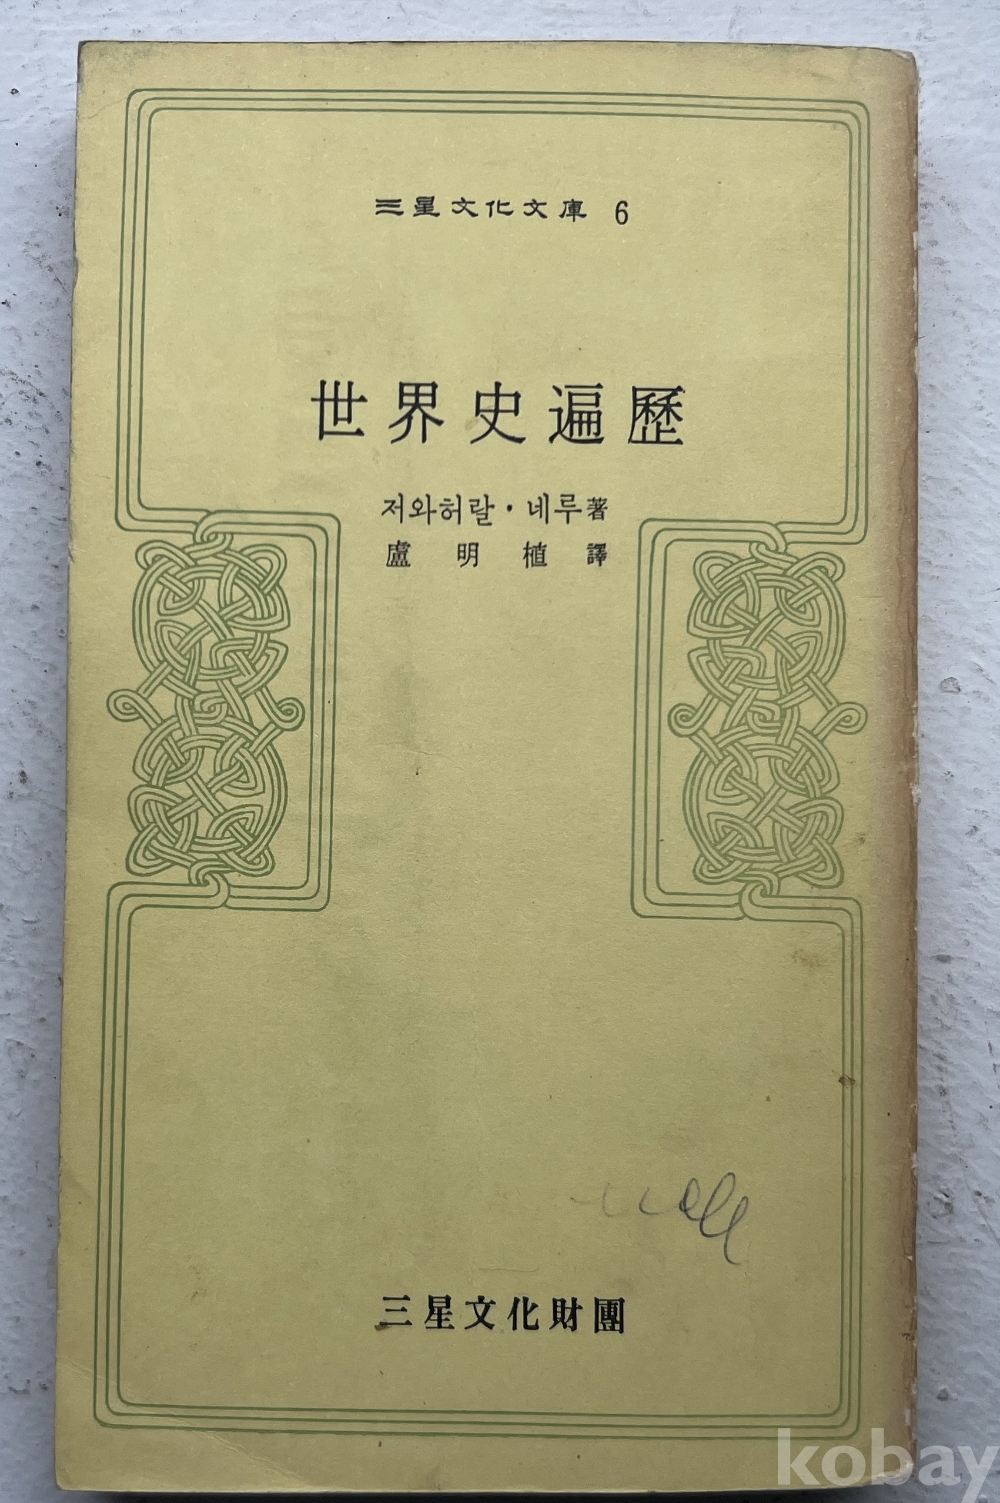 三星文化文庫 6
世界史遍歷
저와허랄・네루著
盧明植譯
三星文化財團
kobay